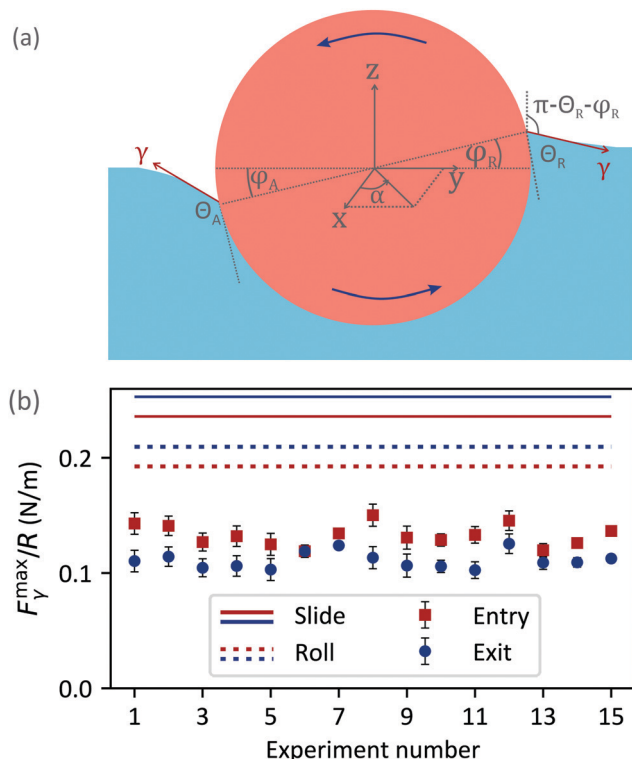 (a)
z
γ
π-Θ_R-φ_R
φ_A
φ_R
Θ_R
γ
Θ_A
y
α
x
(b)
F_γ^max/R (N/m)
0.2
0.1
0.0
Slide
Entry
Roll
Exit
1 3 5 7 9 11 13 15
Experiment number